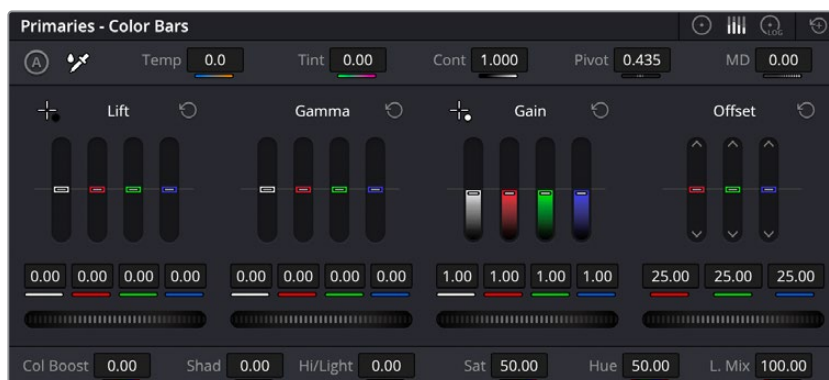 Primaries - Color Bars
LOG
A Temp 0.0 Tint 0.00 Cont 1.000 Pivot 0.435 MD 0.00
Lift Gamma Gain Offset
0.00 0.00 0.00 0.00 0.00 0.00 0.00 0.00 1.00 1.00 1.00 1.00 25.00 25.00 25.00
Col Boost 0.00 Shad 0.00 Hi/Light 0.00 Sat 50.00 Hue 50.00 L. Mix 100.00